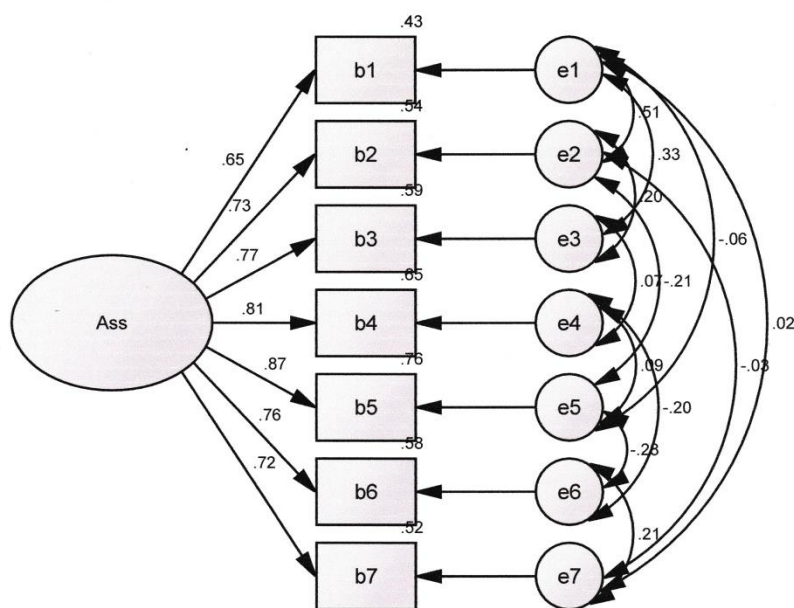 .43
b1
e1
.54
.51
.65
b2
e2
.33
.59
.73
.20
b3
e3
-.06
.77
.65
.07
-.21
.81
Ass
b4
e4
.02
.76
.09
-.03
.87
b5
e5
-.20
.76
.58
-.28
.72
b6
e6
.52
.21
b7
e7